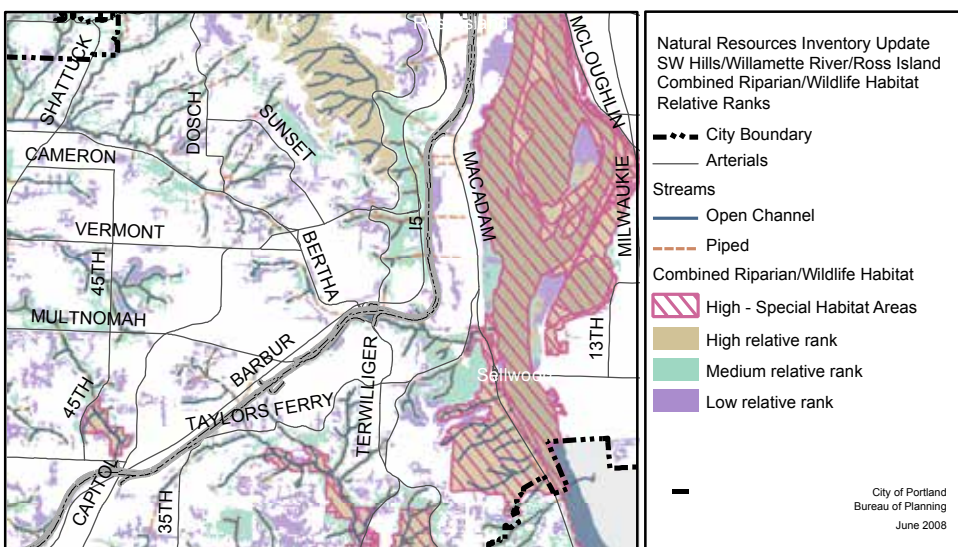 SHATTUCK
DOSCH
SUNSET
CAMERON
VERMONT
BERTHA
I5
MACADAM
MCLOUGHLIN
MILWAUKIE
45TH
MULTNOMAH
BARBUR
13TH
Sellwood
45TH
TAYLORS FERRY
TERWILLIGER
CAPITOL
35TH
Natural Resources Inventory Update
SW Hills/Willamette River/Ross Island
Combined Riparian/Wildlife Habitat
Relative Ranks
City Boundary
Arterials
Streams
Open Channel
Piped
Combined Riparian/Wildlife Habitat
High - Special Habitat Areas
High relative rank
Medium relative rank
Low relative rank
City of Portland
Bureau of Planning
June 2008